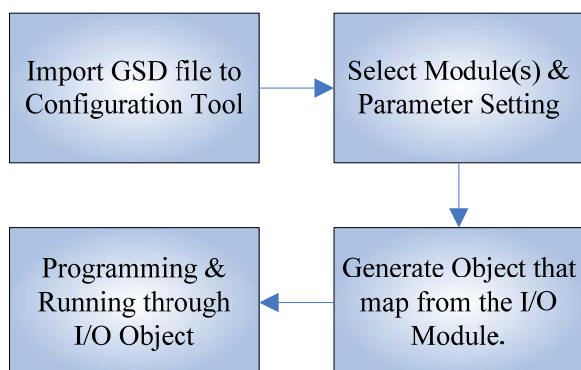 Import GSD file to
Configuration Tool
Select Module(s) &
Parameter Setting
Generate Object that
map from the I/O
Module.
Programming &
Running through
I/O Object